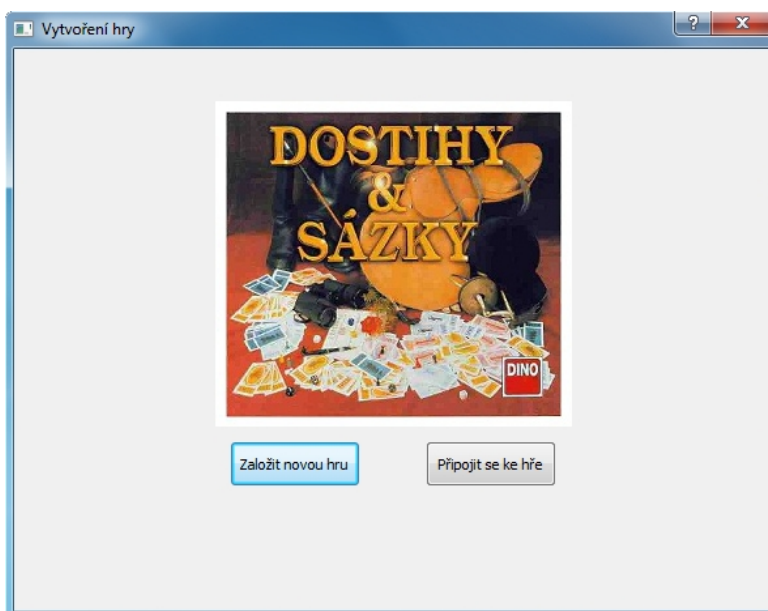 Vytvoření hry
?
X
DOSTIHY
&
SÁZKY
DINO
Založit novou hru
Připojit se ke hře